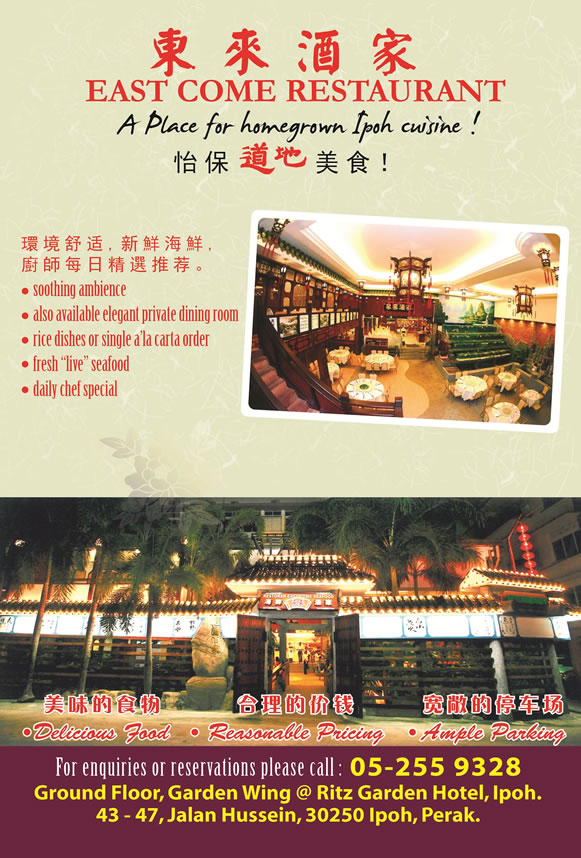 東來酒家
EAST COME RESTAURANT
A Place for homegrown Ipoh cuisine !
怡保道地美食!
環境舒适, 新鮮海鮮,
廚師每日精選推荐。
• soothing ambience
• also available elegant private dining room
• rice dishes or single a'la carta order
• fresh “live” seafood
• daily chef special
美味的食物 合理的价钱 宽敞的停车场
•Delicious Food • Reasonable Pricing • Ample Parking
For enquiries or reservations please call : 05-255 9328
Ground Floor, Garden Wing @ Ritz Garden Hotel, Ipoh.
43 - 47, Jalan Hussein, 30250 Ipoh, Perak.